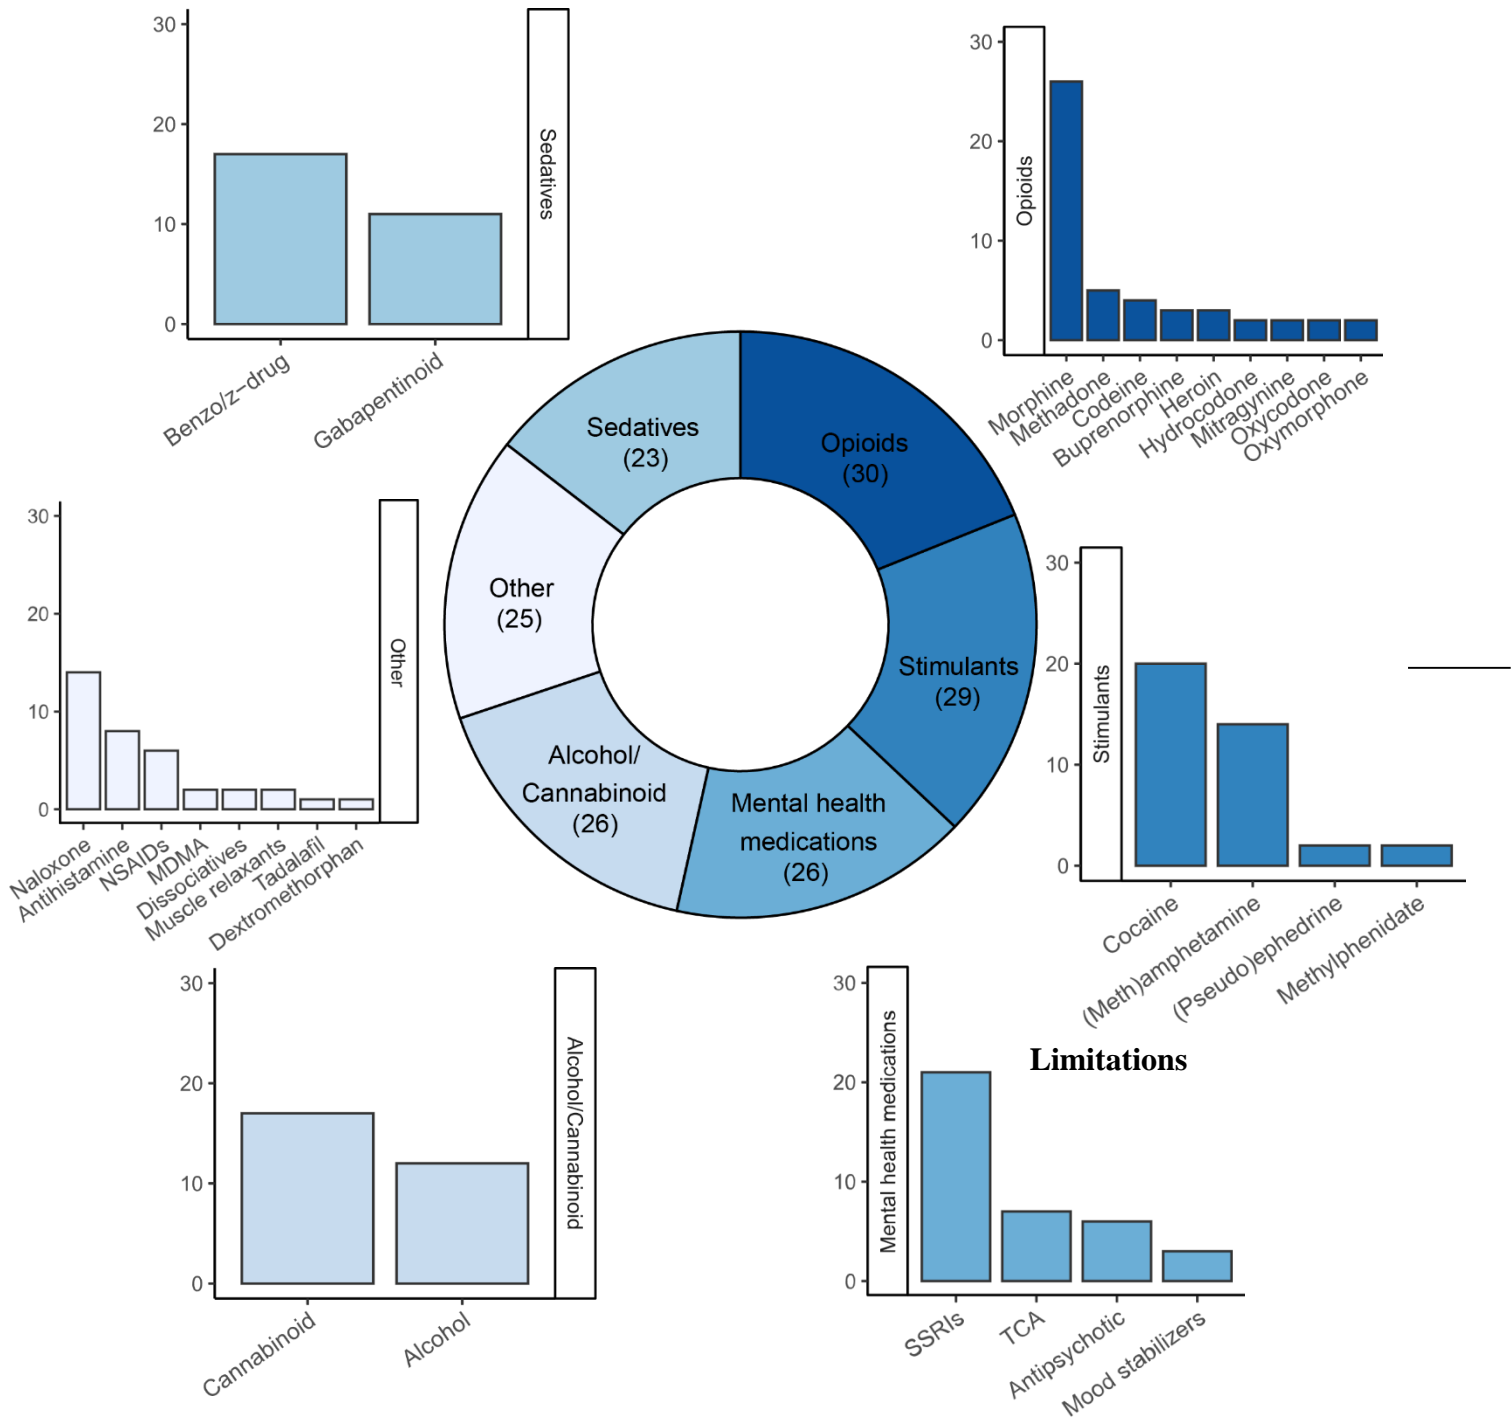 30
20
10
0
Sedatives
Benzo/z−drug
Gabapentinoid
30
20
10
0
Opioids
Morphine
Methadone
Codeine
Buprenorphine
Heroin
Hydrocodone
Mitragynine
Oxycodone
Oxymorphone
Sedatives
(23)
Opioids
(30)
Other
(25)
Stimulants
(29)
Alcohol/
Cannabinoid
(26)
Mental health
medications
(26)
30
20
10
0
Other
Naloxone
Antihistamine
NSAIDs
MDMA
Dissociatives
Muscle relaxants
Tadalafil
Dextromethorphan
30
20
10
0
Stimulants
Cocaine
(Meth)amphetamine
(Pseudo)ephedrine
Methylphenidate
30
20
10
0
Alcohol/Cannabinoid
Cannabinoid
Alcohol
30
20
10
0
Mental health medications
Limitations
SSRIs
TCA
Antipsychotic
Mood stabilizers